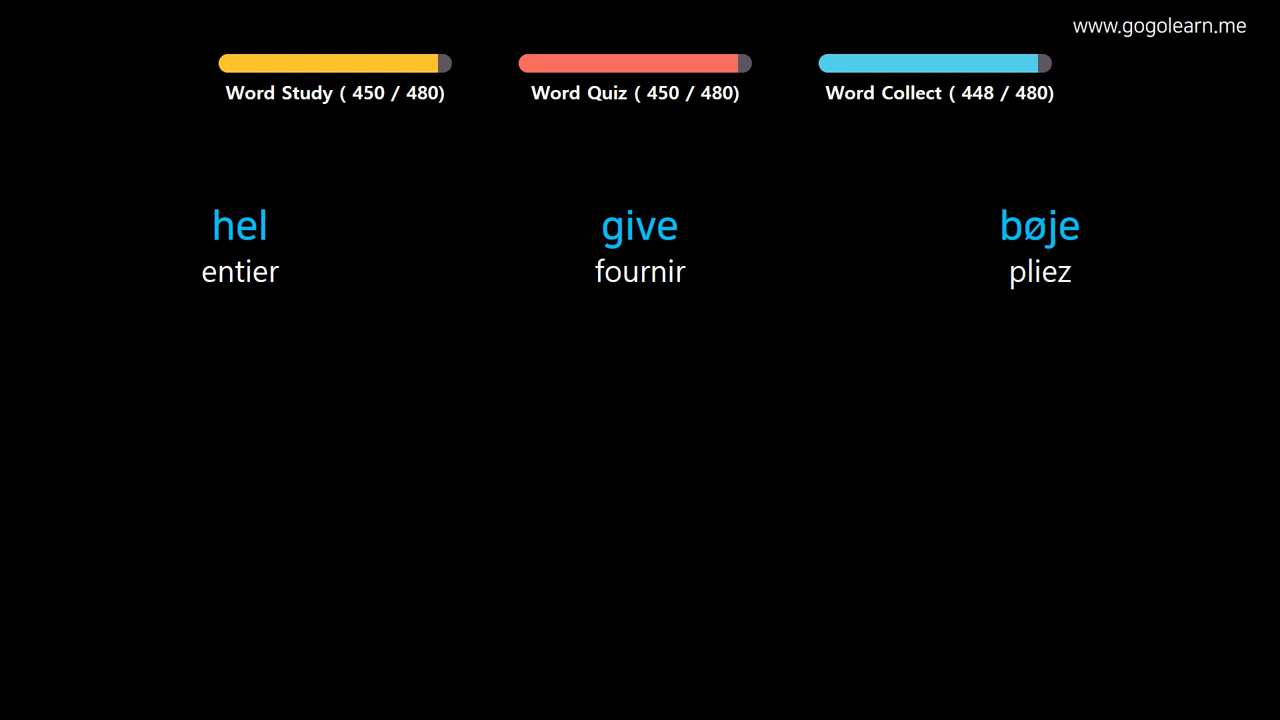 www.gogolearn.me
Word Study ( 450 / 480)
Word Quiz ( 450 / 480)
Word Collect ( 448 / 480)
hel
entier
give
fournir
bøje
pliez